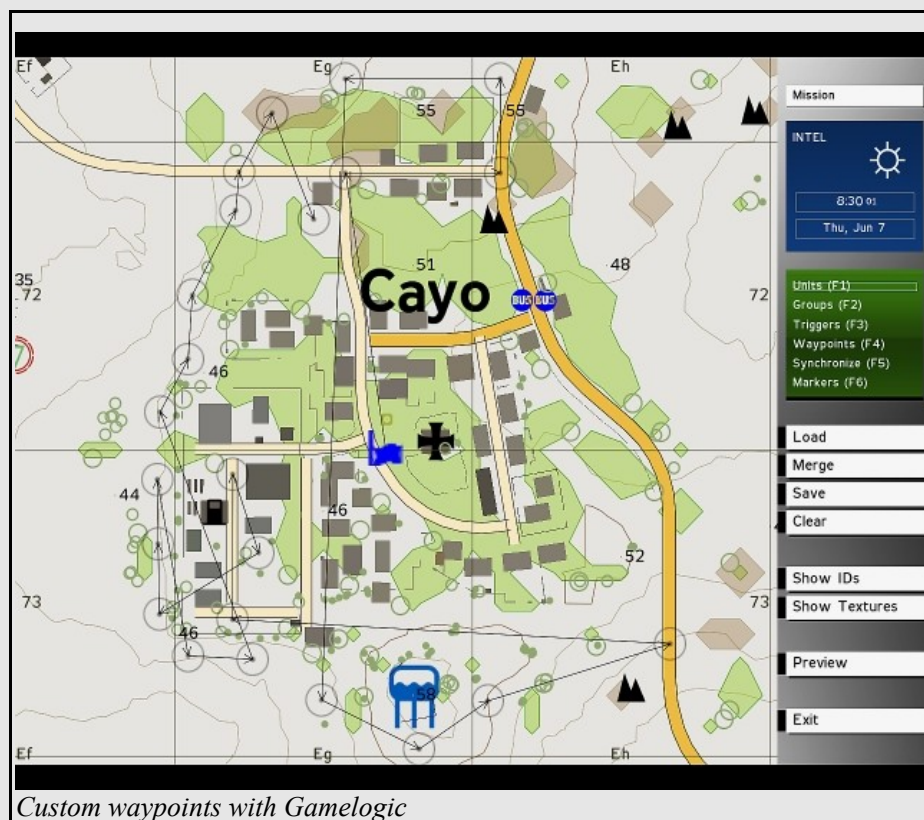 Ef Eg Eh
55 55
Mission
INTEL
8:30 01
Thu, Jun 7
51 48
35
72 Cayo 72
BUS BUS
7
46
Units (F1)
Groups (F2)
Triggers (F3)
Waypoints (F4)
Synchronize (F5)
Markers (F6)
Load
Merge
Save
Clear
44 46
52
Show IDs
Show Textures
73 73
46
Preview
58
Exit
Ef Eg Eh
Custom waypoints with Gamelogic